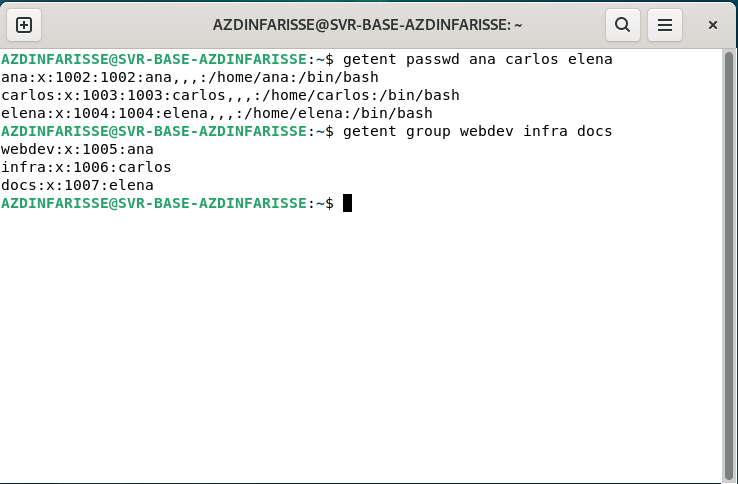 AZDINFARISSE@SVR-BASE-AZDINFARISSE: ~
AZDINFARISSE@SVR-BASE-AZDINFARISSE:~$ getent passwd ana carlos elena
ana:x:1002:1002:ana,,,:/home/ana:/bin/bash
carlos:x:1003:1003:carlos,,,:/home/carlos:/bin/bash
elena:x:1004:1004:elena,,,:/home/elena:/bin/bash
AZDINFARISSE@SVR-BASE-AZDINFARISSE:~$ getent group webdev infra docs
webdev:x:1005:ana
infra:x:1006:carlos
docs:x:1007:elena
AZDINFARISSE@SVR-BASE-AZDINFARISSE:~$